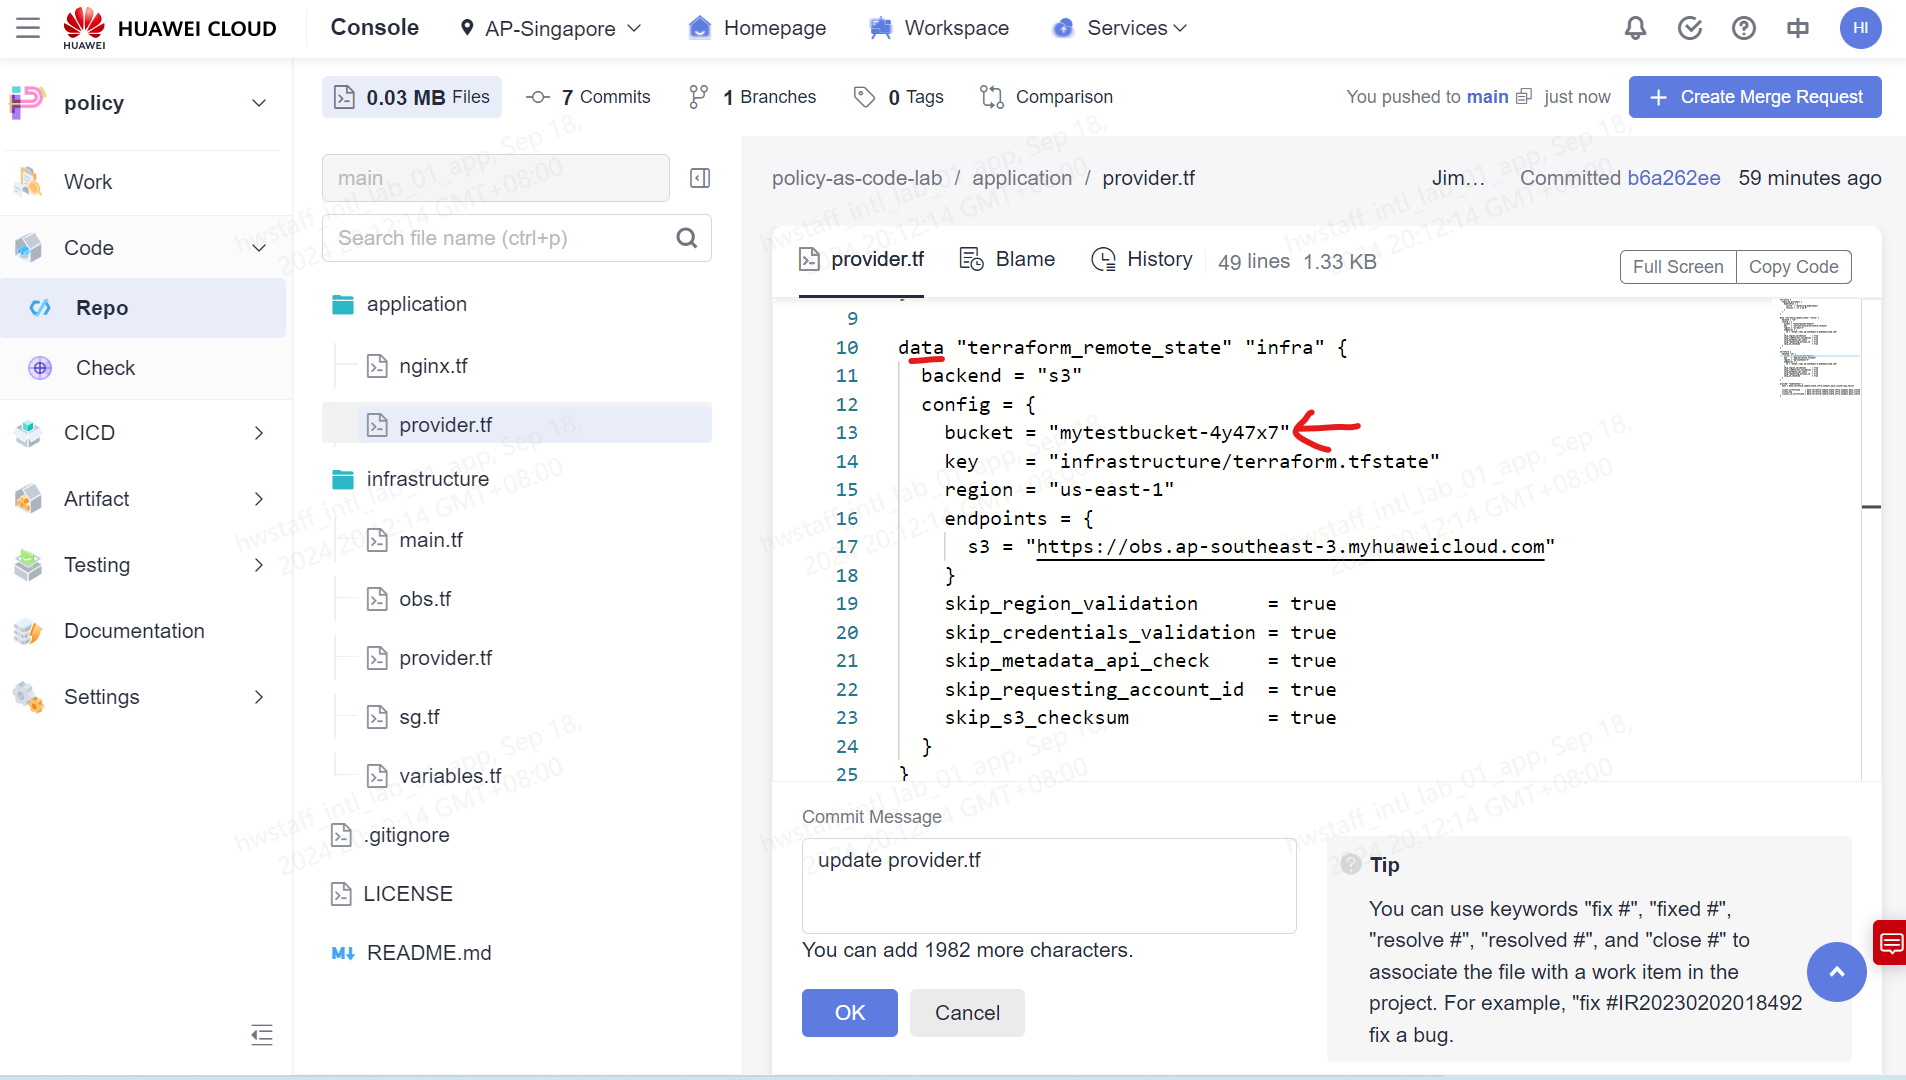 HUAWEI
HUAWEI CLOUD
Console
AP-Singapore
Homepage
Workspace
Services
HI
policy
Work
Code
Repo
Check
CICD
Artifact
Testing
Documentation
Settings
0.03 MB Files
7 Commits
1 Branches
0 Tags
Comparison
You pushed to main just now
+ Create Merge Request
main
Search file name (ctrl+p)
application
nginx.tf
provider.tf
infrastructure
main.tf
obs.tf
provider.tf
sg.tf
variables.tf
.gitignore
LICENSE
README.md
policy-as-code-lab / application / provider.tf
Jim... Committed b6a262ee 59 minutes ago
provider.tf
Blame
History
49 lines 1.33 KB
Full Screen
Copy Code
9
10 data "terraform_remote_state" "infra" {
11 backend = "s3"
12 config = {
13 bucket = "mytestbucket-4y47x7"
14 key = "infrastructure/terraform.tfstate"
15 region = "us-east-1"
16 endpoints = {
17 s3 = "https://obs.ap-southeast-3.myhuaweicloud.com"
18 }
19 skip_region_validation = true
20 skip_credentials_validation = true
21 skip_metadata_api_check = true
22 skip_requesting_account_id = true
23 skip_s3_checksum = true
24 }
25 }
Commit Message
update provider.tf
You can add 1982 more characters.
OK
Cancel
Tip
You can use keywords "fix #", "fixed #",
"resolve #", "resolved #", and "close #" to
associate the file with a work item in the
project. For example, "fix #IR20230202018492
fix a bug.
hwstaff_intl_lab_01_app, Sep 18,
2024 20:12:14 GMT+08:00